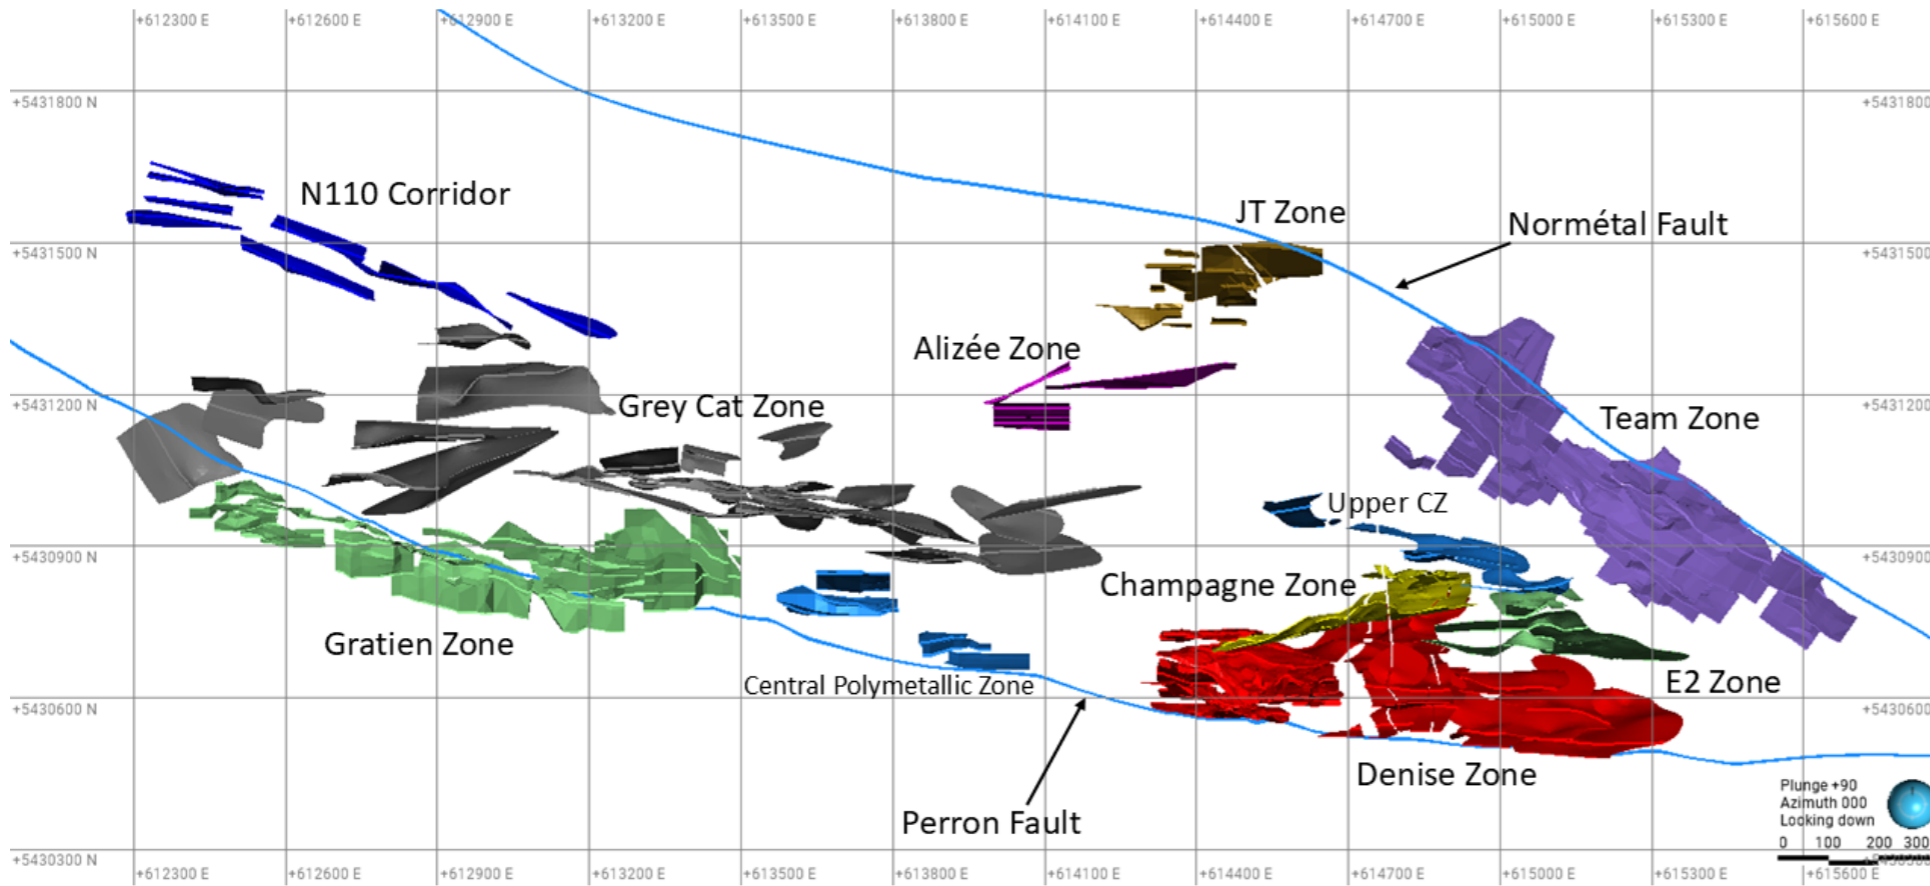 +612300 E +612600 E +612900 E +613200 E +613500 E +613800 E +614100 E +614400 E +614700 E +615000 E +615300 E +615600 E
+5431800 N +5431800
N110 Corridor
JT Zone
Normétal Fault
+5431500 N +5431500
Alizée Zone
+5431200 N +5431200
Grey Cat Zone
Team Zone
Upper CZ
+5430900 N +5430900
Champagne Zone
Gratien Zone
Central Polymetallic Zone
E2 Zone
+5430600 N +5430600
Denise Zone
Perron Fault
Plunge +90
Azimuth 000
Looking down
0 100 200 300
+5430300 N +5430300
+612300 E +612600 E +612900 E +613200 E +613500 E +613800 E +614100 E +614400 E +614700 E +615000 E +615300 E +615600 E